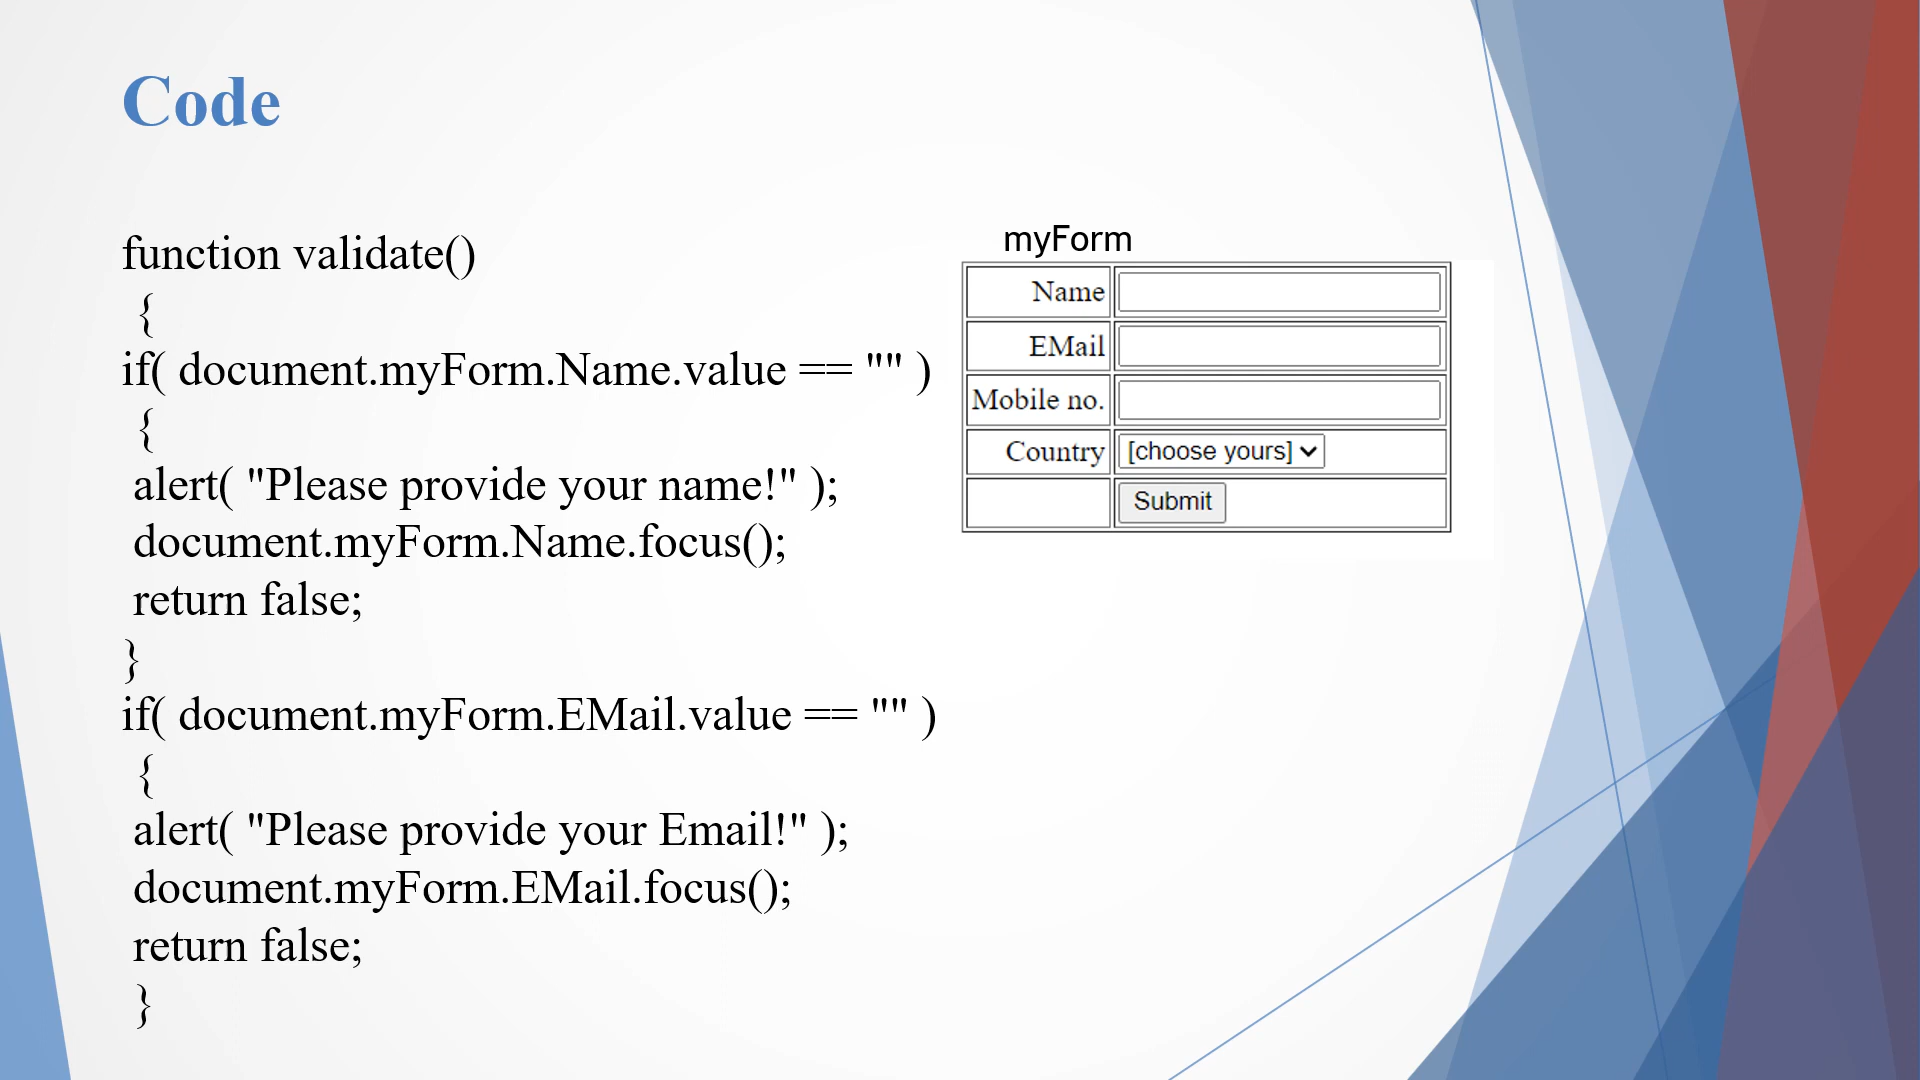 Code
function validate()
{
if( document.myForm.Name.value == "" )
{
alert( "Please provide your name!" );
document.myForm.Name.focus();
return false;
}
if( document.myForm.EMail.value == "" )
{
alert( "Please provide your Email!" );
document.myForm.EMail.focus();
return false;
}
myForm
Name
EMail
Mobile no.
Country [choose yours]
Submit